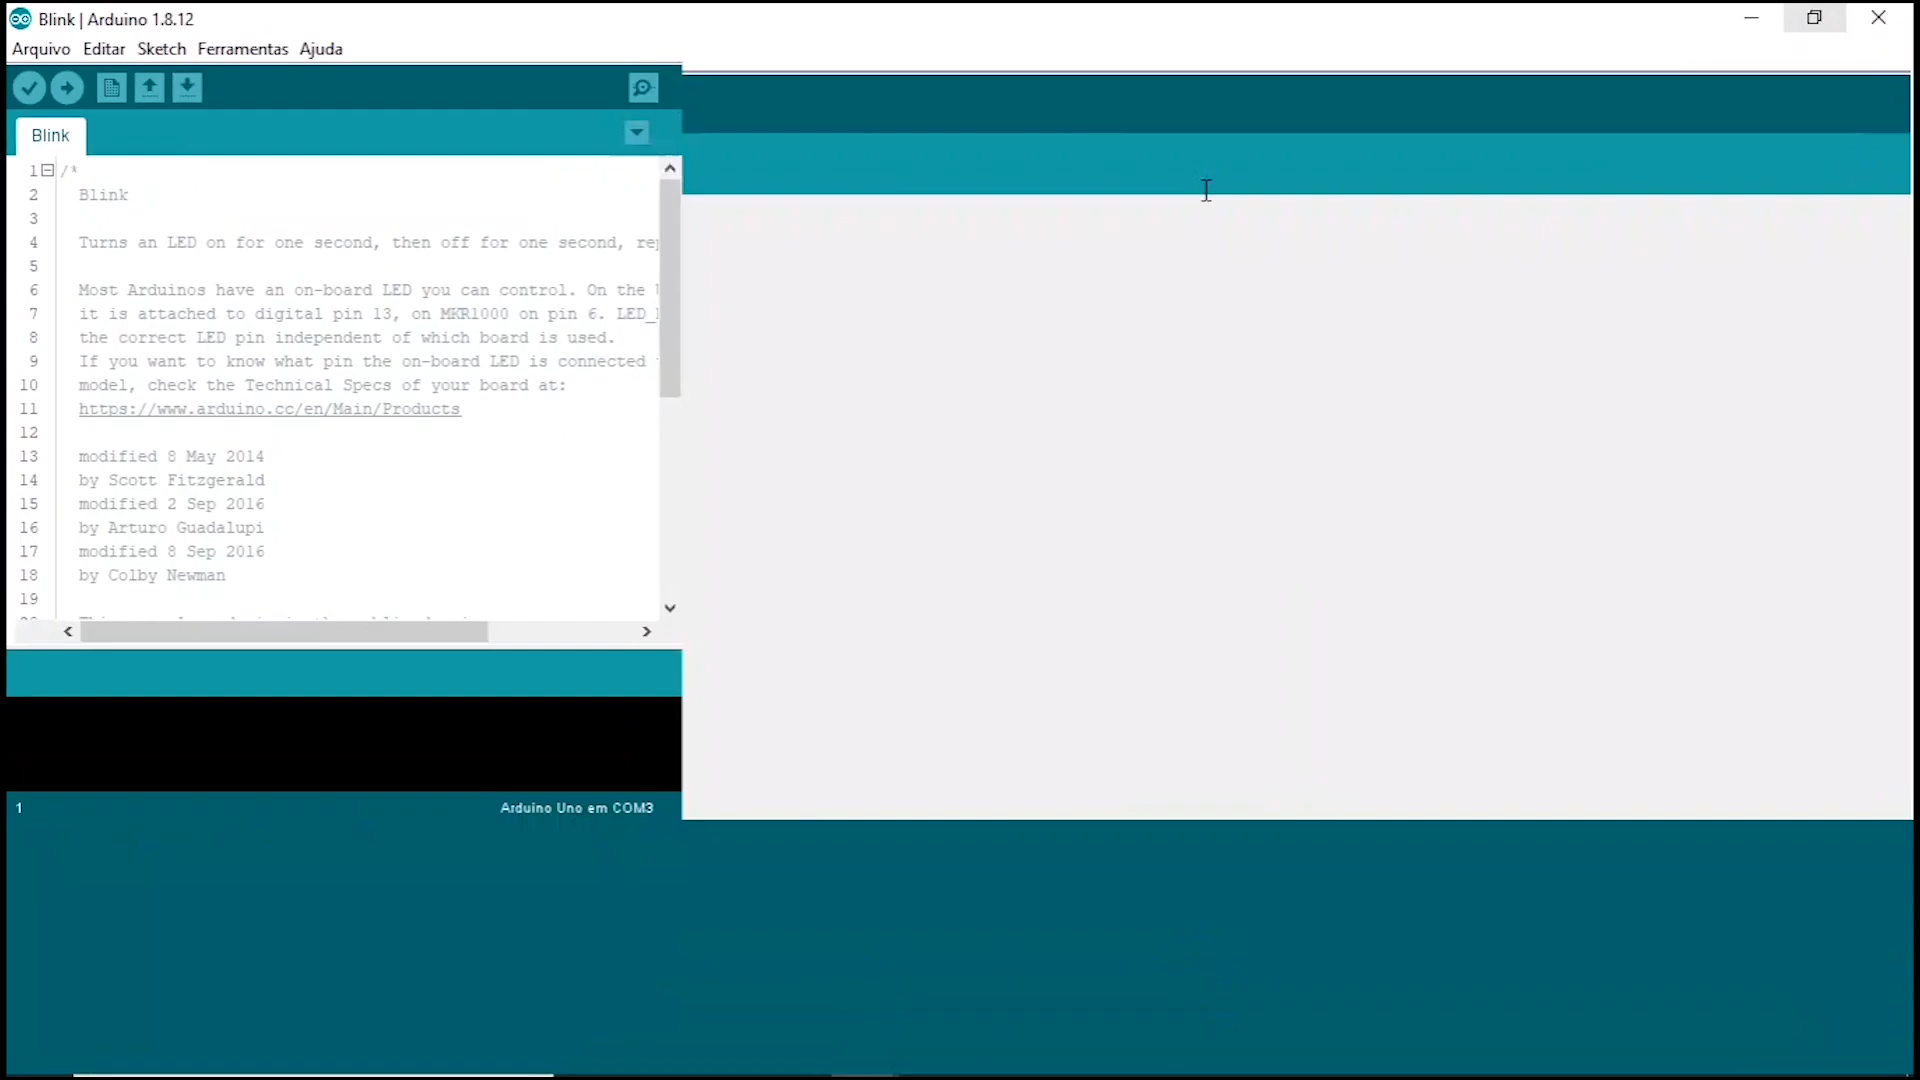 Blink | Arduino 1.8.12
Arquivo Editar Sketch Ferramentas Ajuda
Blink
1 /*
2 Blink
3
4 Turns an LED on for one second, then off for one second,
5
6 Most Arduinos have an on-board LED you can control. On the
7 it is attached to digital pin 13, on MKR1000 on pin 6.
8 the correct LED pin independent of which board is used.
9 If you want to know what pin the on-board LED is connected
10 model, check the Technical Specs of your board at:
11 https://www.arduino.cc/en/Main/Products
12
13 modified 8 May 2014
14 by Scott Fitzgerald
15 modified 2 Sep 2016
16 by Arturo Guadalupi
17 modified 8 Sep 2016
18 by Colby Newman
19
1 Arduino Uno em COM3